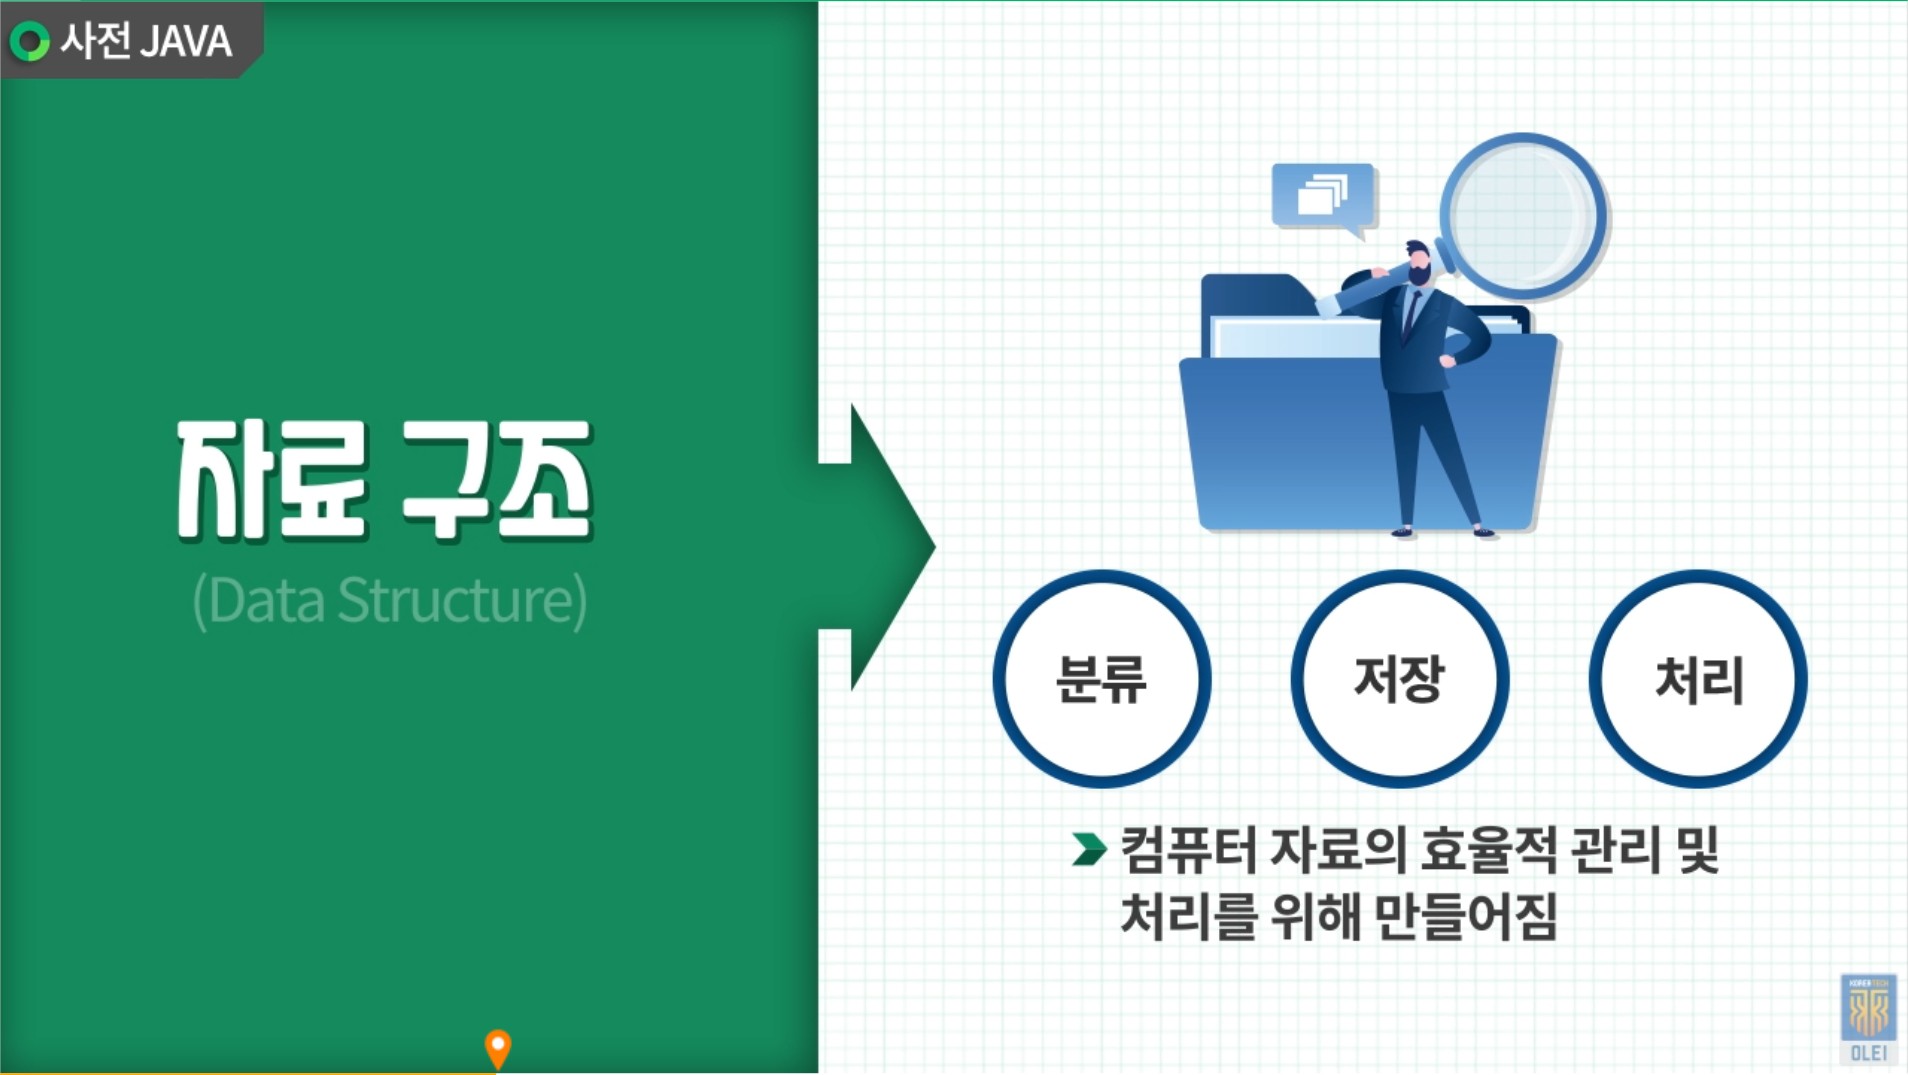 사전 JAVA
자료 구조
(Data Structure)
분류
저장
처리
컴퓨터 자료의 효율적 관리 및
처리를 위해 만들어짐
KOREATECH
OLEI